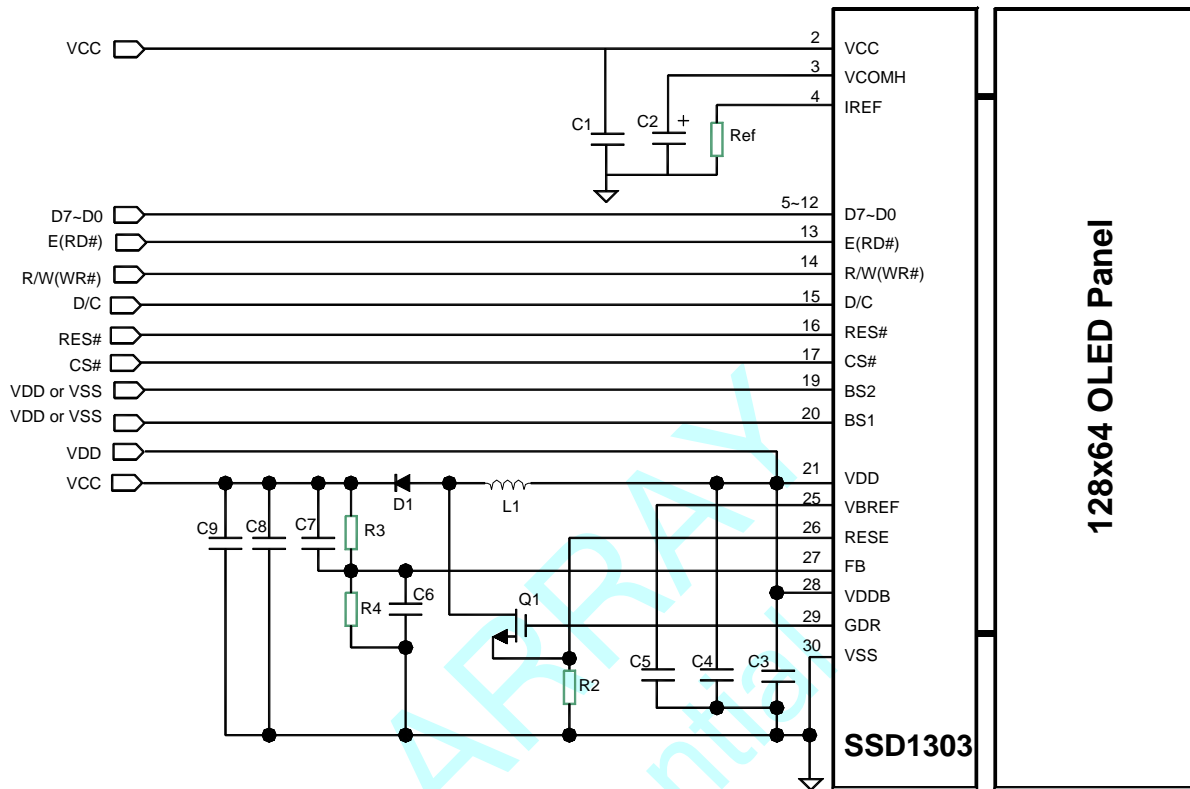 VCC
2
VCC
3
VCOMH
4
IREF
C1
C2
+
Ref
D7~D0
5~12
D7~D0
E(RD#)
13
E(RD#)
R/W(WR#)
14
R/W(WR#)
D/C
15
D/C
RES#
16
RES#
CS#
17
CS#
VDD or VSS
19
BS2
VDD or VSS
20
BS1
VDD
VCC
21
VDD
D1
L1
25
VBREF
C9
C8
C7
R3
26
RESE
27
FB
28
VDDB
R4
C6
Q1
29
GDR
30
VSS
C5
C4
C3
R2
SSD1303
128x64 OLED Panel
ARRAY